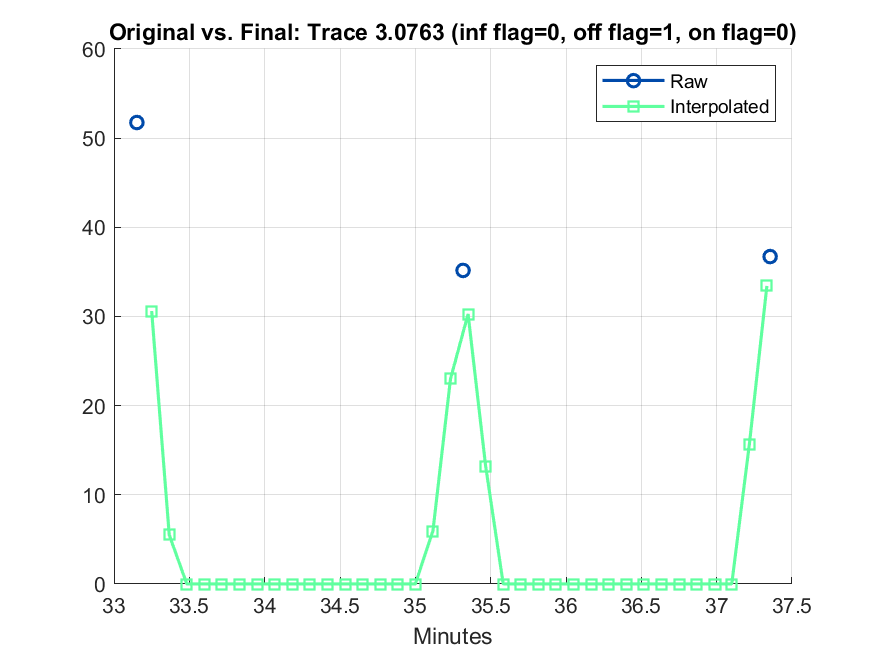 Original vs. Final: Trace 3.0763 (inf flag=0, off flag=1, on flag=0)
60
50
40
30
20
10
0
Raw
Interpolated
33 33.5 34 34.5 35 35.5 36 36.5 37 37.5
Minutes